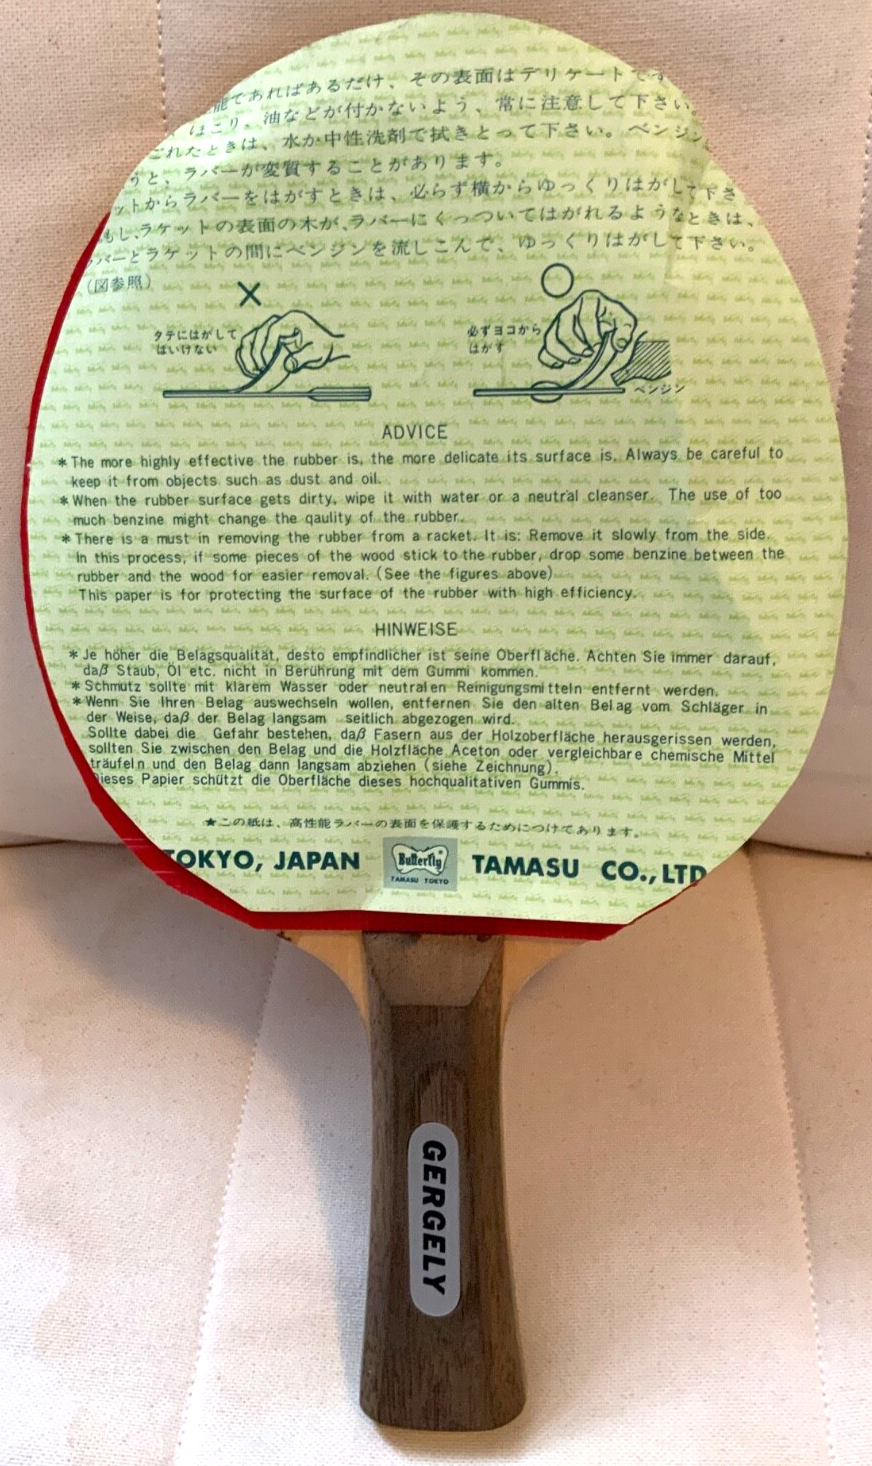 能であればあるだけ、その表面はデリケートです
ほこり、油などが付かないよう、常に注意して下さい。
ごれたときは、水か中性洗剤で拭きとって下さい。ベンジン
うと、ラバーが変質することがあります。
ットからラバーをはがすときは、必らず横からゆっくりはがして下さ
もし、ラケットの表面の木が、ラバーにくっついてはがれるようなときは、
ラバーとラケットの間にベンジンを流しこんで、ゆっくりはがして下さい。
(図参照)
タテにはがして
はいけない
必ずヨコから
はがす
ベンジン
ADVICE
*The more highly effective the rubber is, the more delicate its surface is. Always be careful to
keep it from objects such as dust and oil.
*When the rubber surface gets dirty, wipe it with water or a neutral cleanser. The use of too
much benzine might change the qaulity of the rubber.
*There is a must in removing the rubber from a racket. It is: Remove it slowly from the side.
In this process, if some pieces of the wood stick to the rubber, drop some benzine between the
rubber and the wood for easier removal. (See the figures above)
This paper is for protecting the surface of the rubber with high efficiency.
HINWEISE
*Je höher die Belagsqualität, desto empfindlicher ist seine Oberfläche. Achten Sie immer darauf,
daß Staub, Öl etc. nicht in Berührung mit dem Gummi kommen.
*Schmutz sollte mit klarem Wasser oder neutralen Reinigungsmitteln entfernt werden.
*Wenn Sie Ihren Belag auswechseln wollen, entfernen Sie den alten Belag vom Schläger in
der Weise, daß der Belag langsam seitlich abgezogen wird.
Sollte dabei die Gefahr bestehen, daß Fasern aus der Holzoberfläche herausgerissen werden,
sollten Sie zwischen den Belag und die Holzfläche Aceton oder vergleichbare chemische Mittel
träufeln und den Belag dann langsam abziehen (siehe Zeichnung).
Dieses Papier schützt die Oberfläche dieses hochqualitativen Gummis.
★この紙は、高性能ラバーの表面を保護するためにつけてあります。
TOKYO, JAPAN Butterfly TAMASU CO., LTD
TAMASU TOKYO
GERGELY